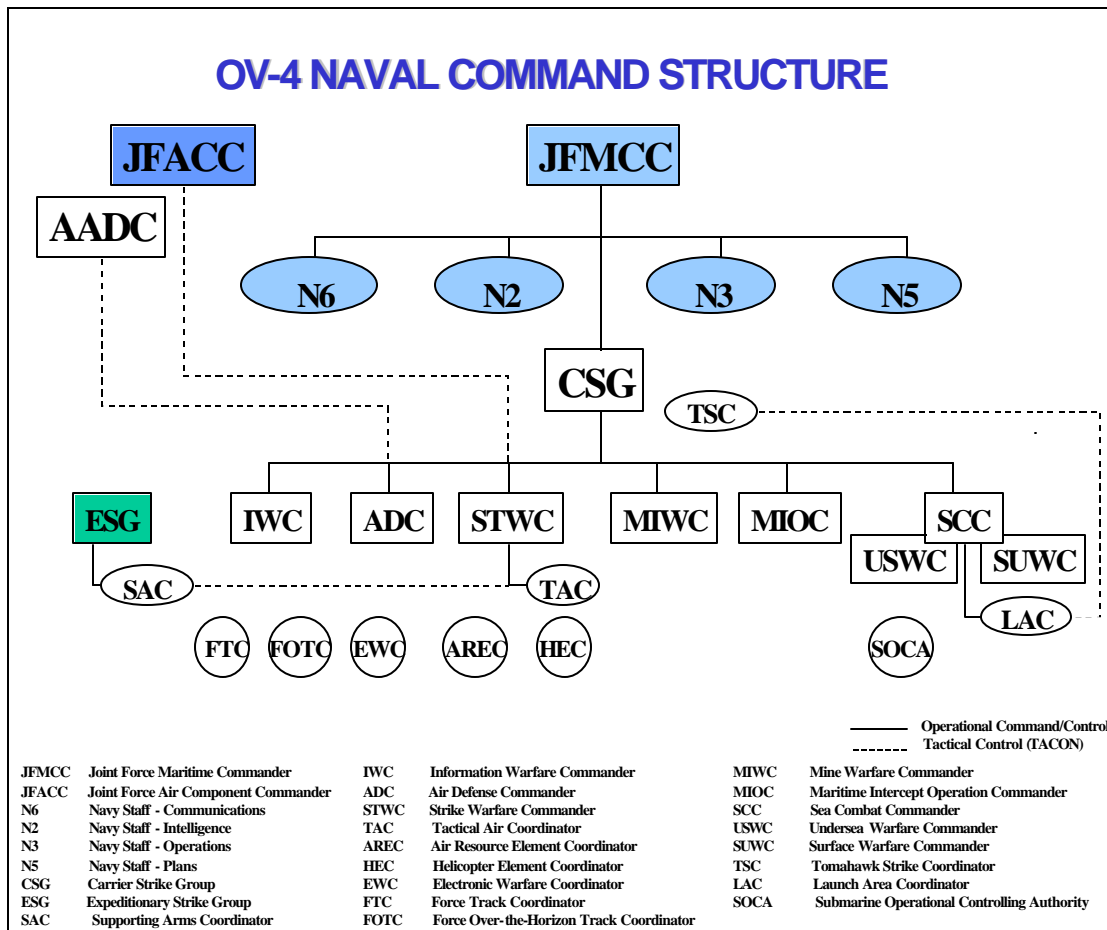 OV-4 NAVAL COMMAND STRUCTURE
JFACC
JFMCC
AADC
N6
N2
N3
N5
CSG
TSC
ESG
IWC
ADC
STWC
MIWC
MIOC
SCC
USWC
SUWC
SAC
TAC
LAC
FTC
FOTC
EWC
AREC
HEC
SOCA
Operational Command/Control
Tactical Control (TACON)
JFMCC Joint Force Maritime Commander
JFACC Joint Force Air Component Commander
N6 Navy Staff - Communications
N2 Navy Staff - Intelligence
N3 Navy Staff - Operations
N5 Navy Staff - Plans
CSG Carrier Strike Group
ESG Expeditionary Strike Group
SAC Supporting Arms Coordinator
IWC Information Warfare Commander
ADC Air Defense Commander
STWC Strike Warfare Commander
TAC Tactical Air Coordinator
AREC Air Resource Element Coordinator
HEC Helicopter Element Coordinator
EWC Electronic Warfare Coordinator
FTC Force Track Coordinator
FOTC Force Over-the-Horizon Track Coordinator
MIWC Mine Warfare Commander
MIOC Maritime Intercept Operation Commander
SCC Sea Combat Commander
USWC Undersea Warfare Commander
SUWC Surface Warfare Commander
TSC Tomahawk Strike Coordinator
LAC Launch Area Coordinator
SOCA Submarine Operational Controlling Authority